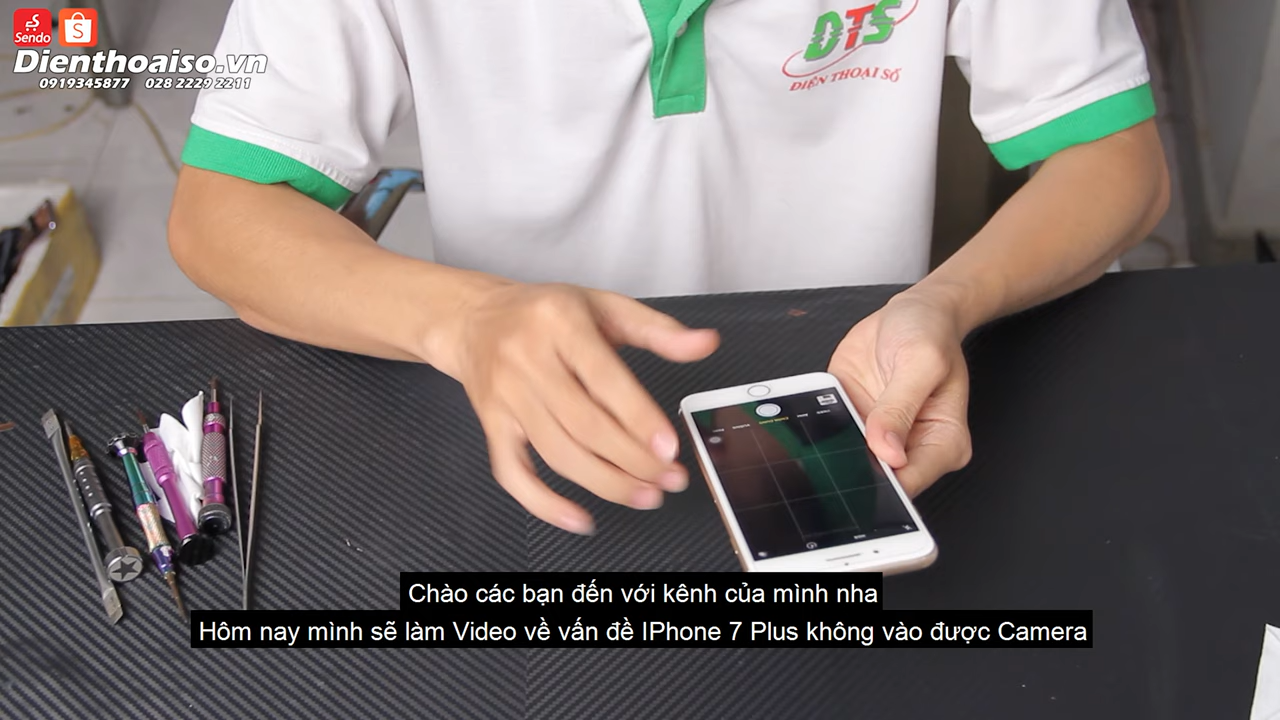 Sendo
Dienthoaiso.vn
0919345877 028 2229 2211
DTS
ĐIỆN THOẠI SỐ
Chào các bạn đến với kênh của mình nha
Hôm nay mình sẽ làm Video về vấn đề IPhone 7 Plus không vào được Camera